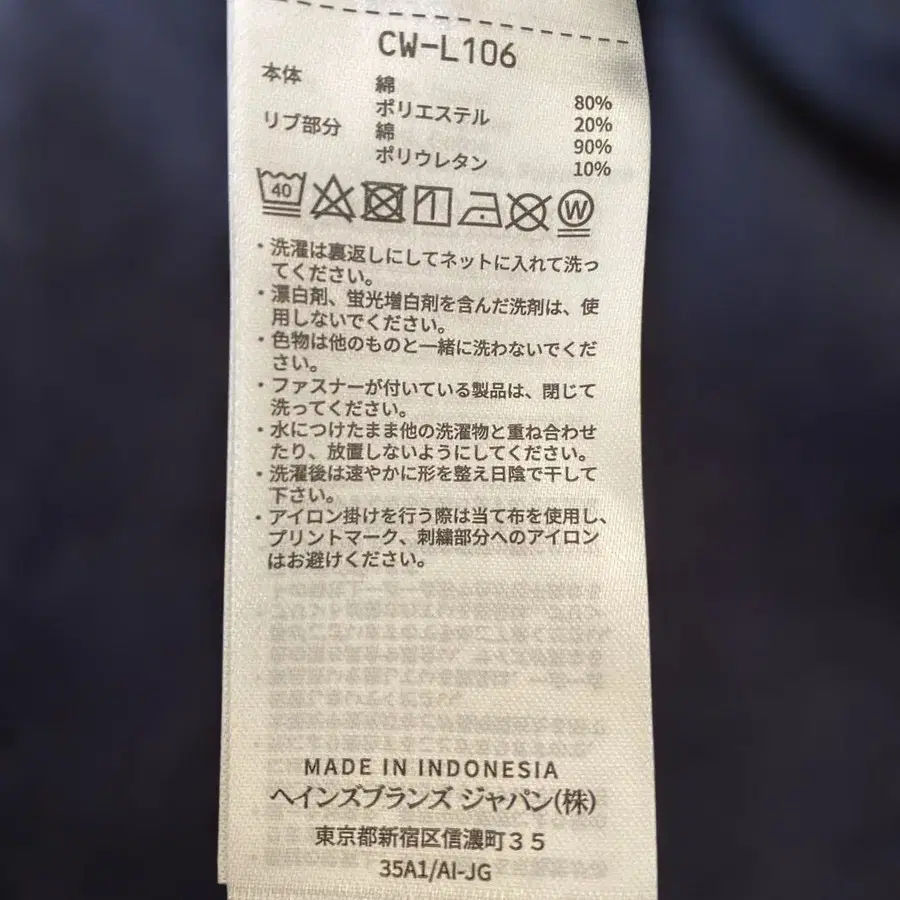 CW-L106
本体 綿 80%
ポリエステル 20%
リブ部分 綿 90%
ポリウレタン 10%
40
W
・洗濯は裏返しにしてネットに入れて洗っ
てください。
・漂白剤、蛍光増白剤を含んだ洗剤は、使
用しないでください。
・色物は他のものと一緒に洗わないでくだ
さい。
・ファスナーが付いている製品は、閉じて
洗ってください。
・水につけたまま他の洗濯物と重ね合わせ
たり、放置しないようにしてください。
・洗濯後は速やかに形を整え日陰で干して
下さい。
・アイロン掛けを行う際は当て布を使用し、
プリントマーク、刺繍部分へのアイロン
はお避けください。
MADE IN INDONESIA
ヘインズブランズ ジャパン(株)
東京都新宿区信濃町35
35A1/AI-JG